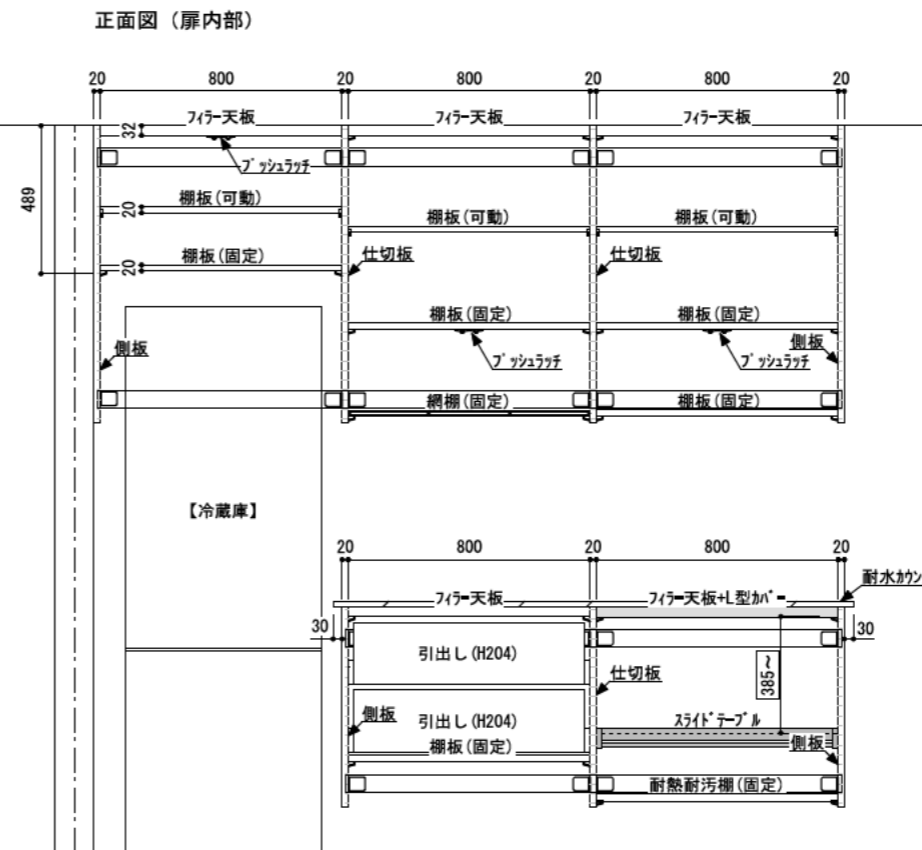 正面図（扉内部）
20 800 20 800 20 800 20
フィラー天板 フィラー天板 フィラー天板
32
プッシュラッチ
489
20 棚板(可動) 棚板(可動) 棚板(可動)
20 棚板(固定) 仕切板 仕切板
棚板(固定) 棚板(固定)
側板 プッシュラッチ プッシュラッチ 側板
網棚(固定) 棚板(固定)
【冷蔵庫】
20 800 20 800 20
耐水カウン
フィラー天板 フィラー天板+L型カバー
30 30
引出し(H204)
385~
仕切板
側板 引出し(H204) スライドテーブル
棚板(固定) 側板
耐熱耐汚棚(固定)